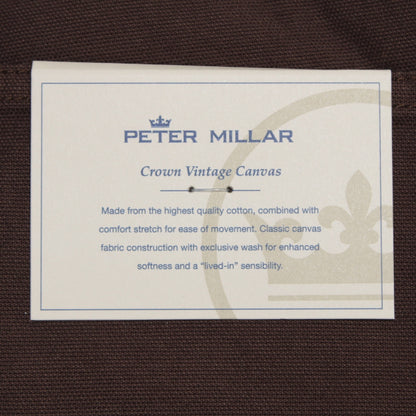 PETER MILLAR
Crown Vintage Canvas
Made from the highest quality cotton, combined with
comfort stretch for ease of movement. Classic canvas
fabric construction with exclusive wash for enhanced
softness and a “lived-in” sensibility.